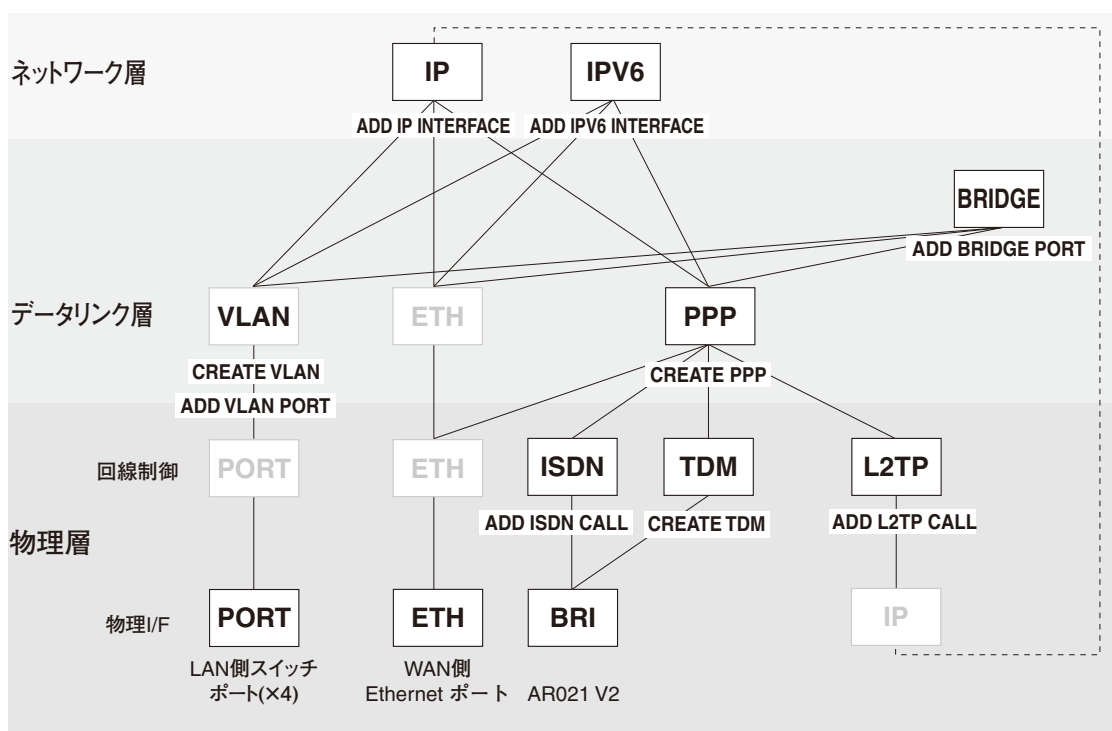 ネットワーク層
IP
IPV6
ADD IP INTERFACE
ADD IPV6 INTERFACE
BRIDGE
ADD BRIDGE PORT
データリンク層
VLAN
ETH
PPP
CREATE VLAN
CREATE PPP
ADD VLAN PORT
回線制御
PORT
ETH
ISDN
TDM
L2TP
ADD ISDN CALL
CREATE TDM
ADD L2TP CALL
物理層
物理I/F
PORT
ETH
BRI
IP
LAN側スイッチ
ポート(×4)
WAN側
Ethernet ポート
AR021 V2